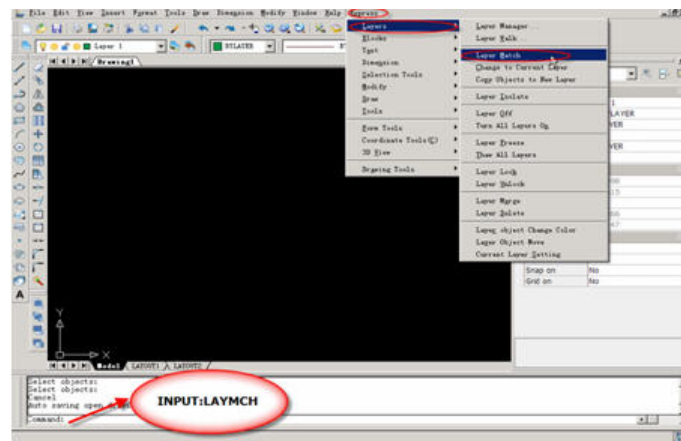 File Edit View Insert Format Tools Draw Dimension Modify Window Help Express
Layer 1
BYLAYER
Drawing1
Layers
Blocks
Text
Dimension
Selection Tools
Modify
Draw
Tools
Form Tools
Coordinate Tools(C)
3D View
Drawing Tools
Layer Manager...
Layer Walk...
Layer Match
Change to Current Layer
Copy Objects to New Layer
Layer Isolate
Layer Off
Turn All Layers On
Layer Freeze
Thaw All Layers
Layer Lock
Layer Unlock
Layer Merge
Layer Delete
Layer object Change Color
Layer Object Move
Current Layer Setting
Snap on No
Grid on No
A
Y
X
Model LAYOUT1 LAYOUT2
Select objects:
Select objects:
Cancel
Auto saving open
Command:
INPUT:LAYMCH